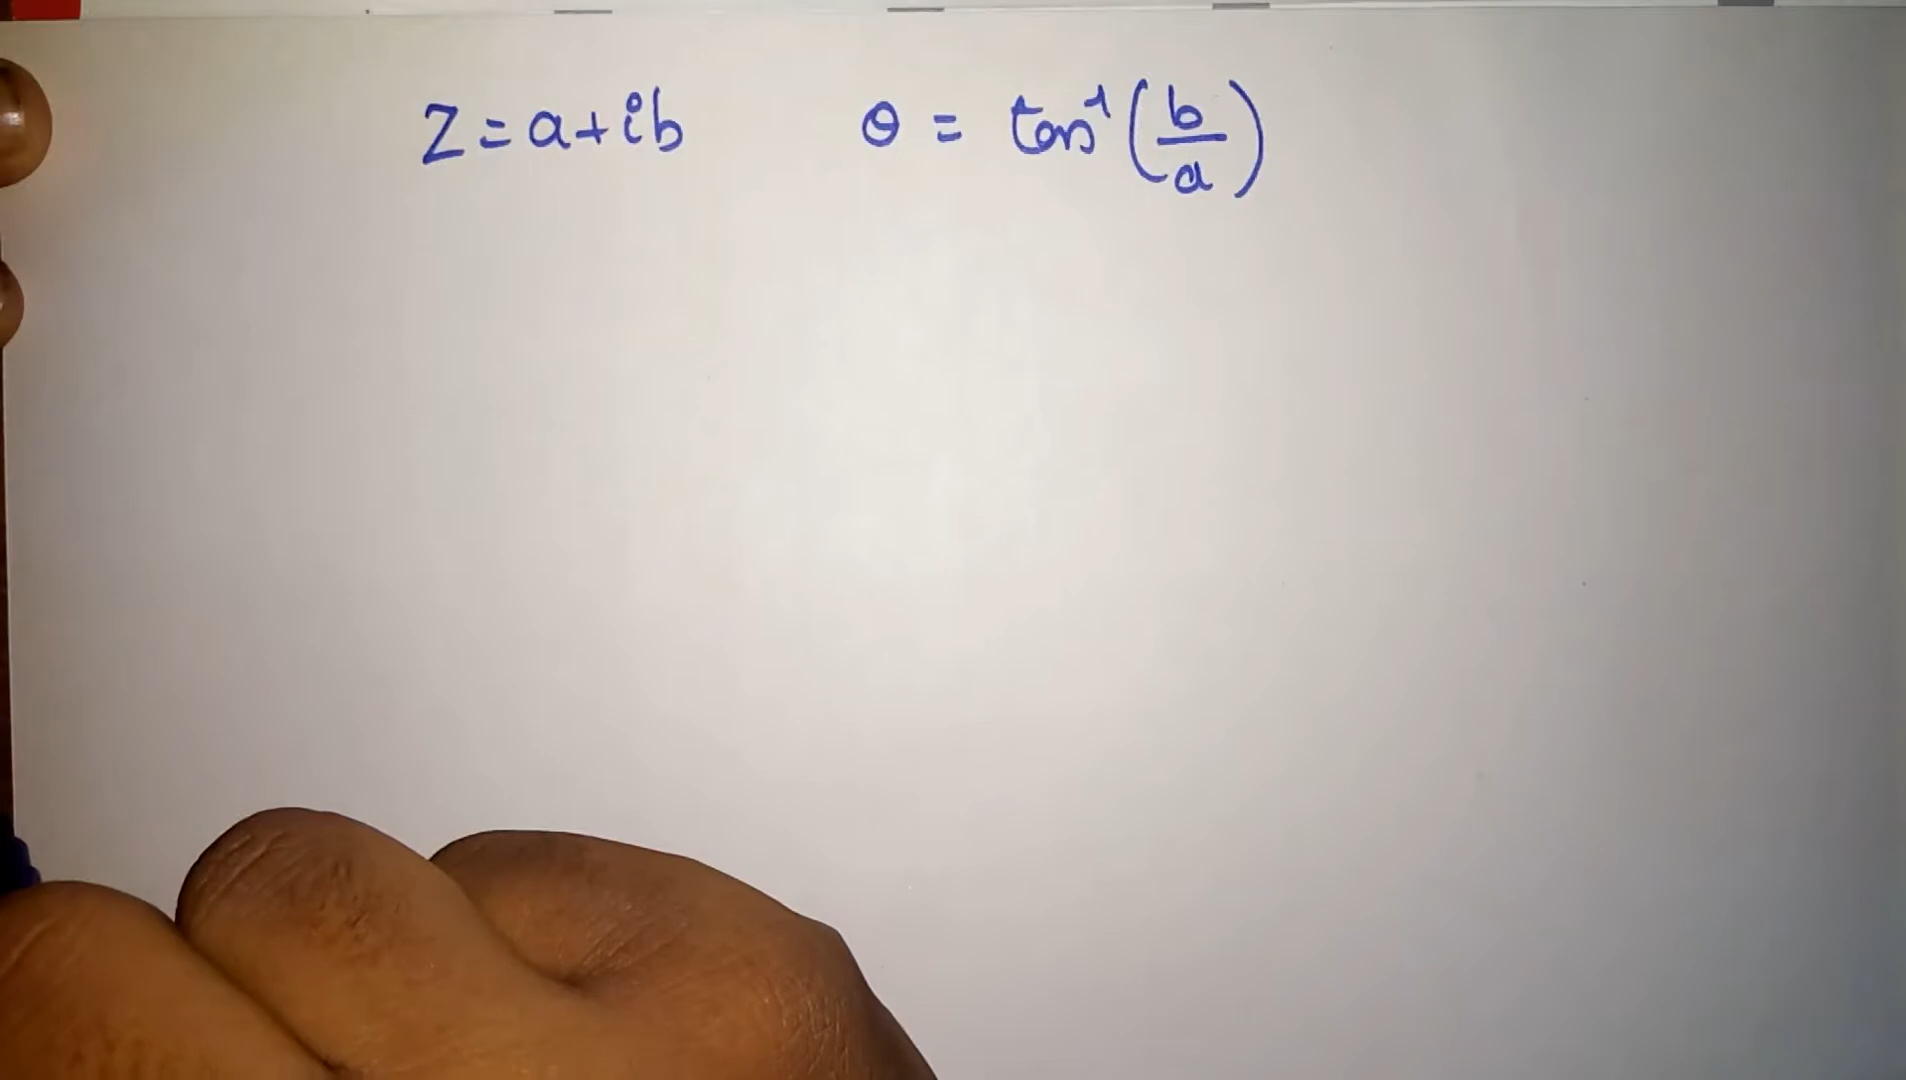 Z = a + ib   θ = tan⁻¹(b/a)